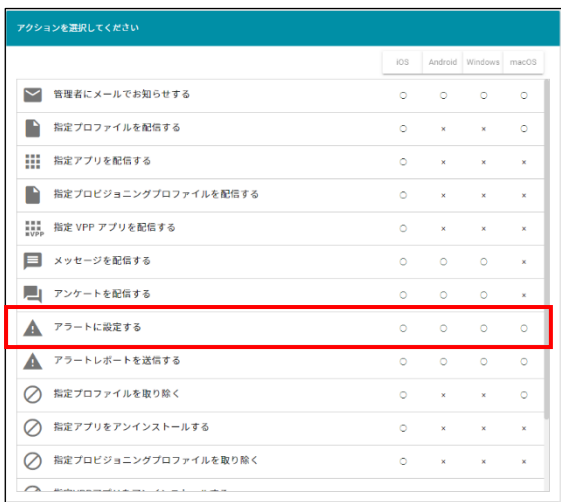 アクションを選択してください
iOS Android Windows macOS
管理者にメールでお知らせする ○ ○ ○ ○
指定プロファイルを配信する ○ × × ○
指定アプリを配信する ○ × × ×
指定プロビジョニングプロファイルを配信する ○ × × ×
VPP 指定 VPP アプリを配信する ○ × × ×
メッセージを配信する ○ ○ ○ ×
アンケートを配信する ○ ○ ○ ×
アラートに設定する ○ ○ ○ ○
アラートレポートを送信する ○ ○ ○ ○
指定プロファイルを取り除く ○ × × ○
指定アプリをアンインストールする ○ × × ×
指定プロビジョニングプロファイルを取り除く ○ × × ×